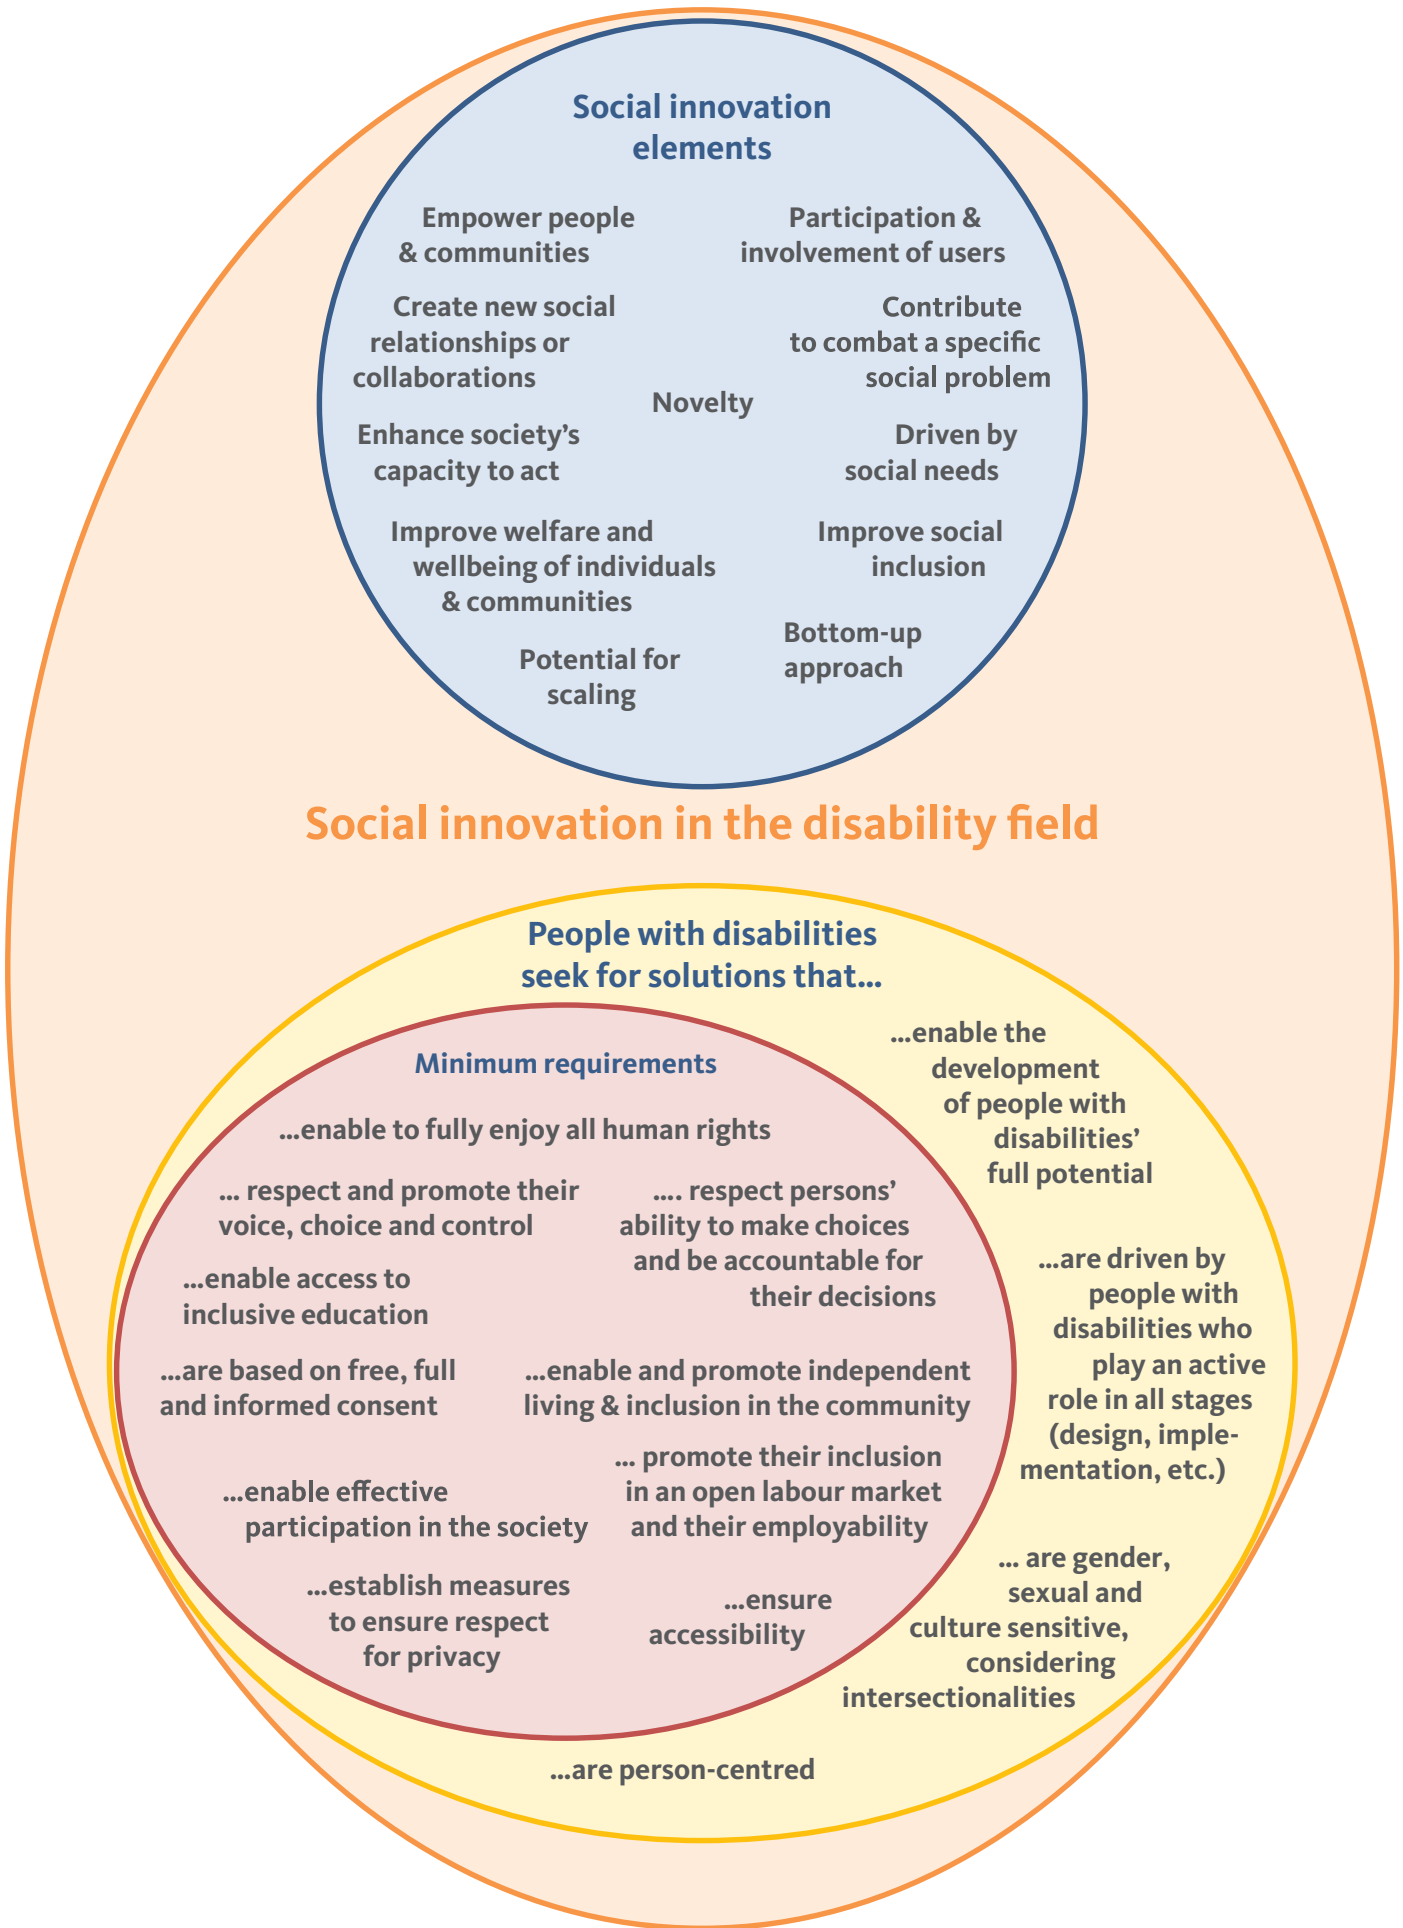 Social innovation
elements
Empower people
& communities
Participation &
involvement of users
Create new social
relationships or
collaborations
Contribute
to combat a specific
social problem
Novelty
Enhance society’s
capacity to act
Driven by
social needs
Improve welfare and
wellbeing of individuals
& communities
Improve social
inclusion
Bottom-up
approach
Potential for
scaling
Social innovation in the disability field
People with disabilities
seek for solutions that...
Minimum requirements
...enable to fully enjoy all human rights
... respect and promote their
voice, choice and control
.... respect persons’
ability to make choices
and be accountable for
their decisions
...enable access to
inclusive education
...are based on free, full
and informed consent
...enable and promote independent
living & inclusion in the community
... promote their inclusion
in an open labour market
and their employability
...enable effective
participation in the society
...establish measures
to ensure respect
for privacy
...ensure
accessibility
...enable the
development
of people with
disabilities’
full potential
...are driven by
people with
disabilities who
play an active
role in all stages
(design, imple-
mentation, etc.)
... are gender,
sexual and
culture sensitive,
considering
intersectionalities
...are person-centred